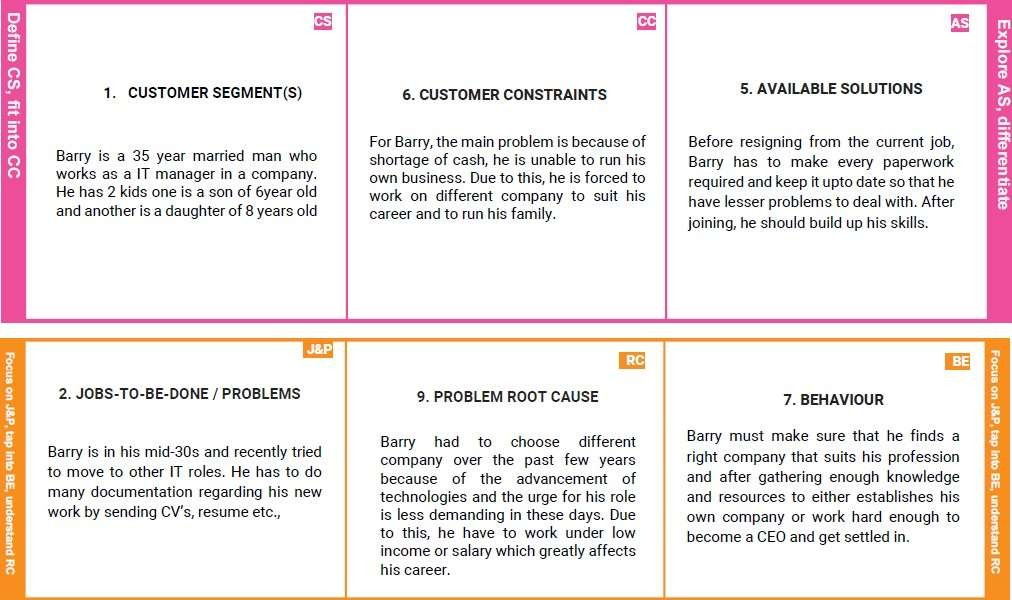 Define CS, fit into CC
CS
1. CUSTOMER SEGMENT(S)
Barry is a 35 year married man who
works as a IT manager in a company.
He has 2 kids one is a son of 6year old
and another is a daughter of 8 years old
CC
6. CUSTOMER CONSTRAINTS
For Barry, the main problem is because of
shortage of cash, he is unable to run his
own business. Due to this, he is forced to
work on different company to suit his
career and to run his family.
AS
5. AVAILABLE SOLUTIONS
Before resigning from the current job,
Barry has to make every paperwork
required and keep it upto date so that he
have lesser problems to deal with. After
joining, he should build up his skills.
Explore AS, differentiate
Focus on J&P, tap into BE, understand RC
J&P
2. JOBS-TO-BE-DONE / PROBLEMS
Barry is in his mid-30s and recently tried
to move to other IT roles. He has to do
many documentation regarding his new
work by sending CV's, resume etc.,
RC
9. PROBLEM ROOT CAUSE
Barry had to choose different
company over the past few years
because of the advancement of
technologies and the urge for his role
is less demanding in these days. Due
to this, he have to work under low
income or salary which greatly affects
his career.
BE
7. BEHAVIOUR
Barry must make sure that he finds a
right company that suits his profession
and after gathering enough knowledge
and resources to either establishes his
own company or work hard enough to
become a CEO and get settled in.
Focus on J&P, tap into BE, understand RC